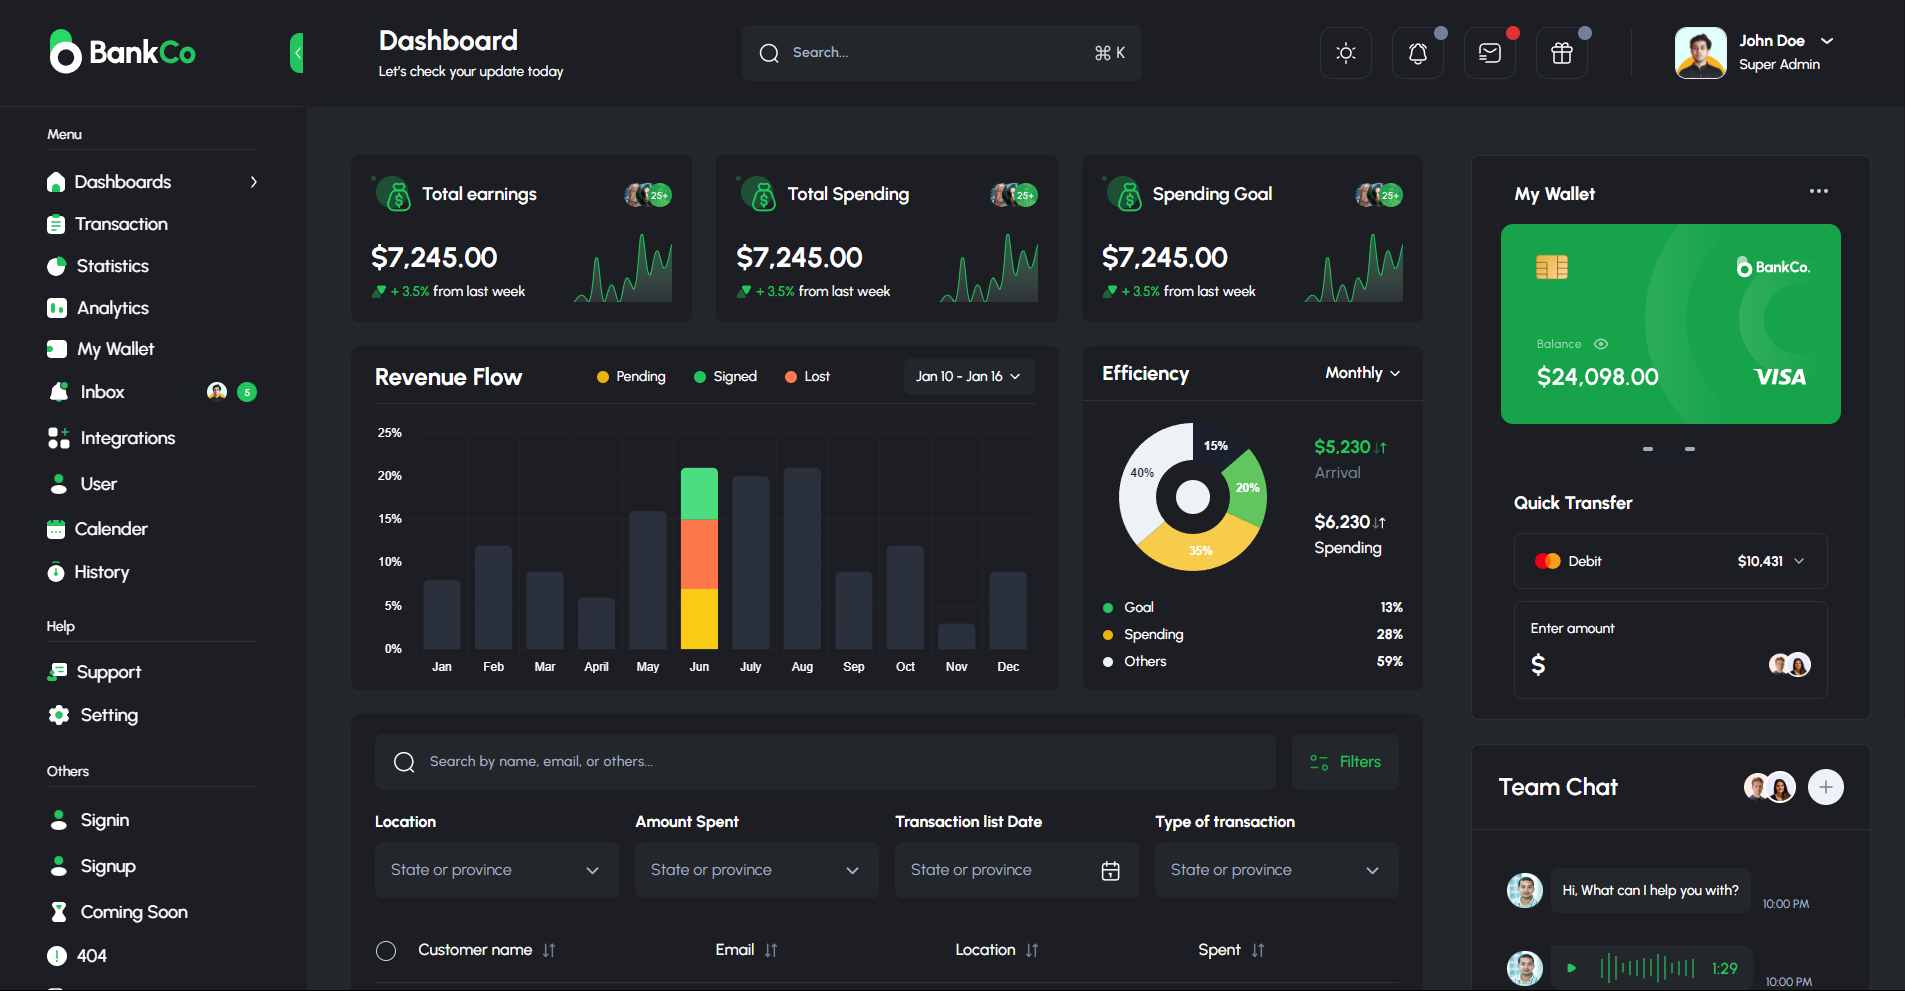 BankCo
Dashboard
Let's check your update today
Search...
⌘ K
John Doe
Super Admin
Menu
Dashboards
Transaction
Statistics
Analytics
My Wallet
Inbox
5
Integrations
User
Calender
History
Help
Support
Setting
Others
Signin
Signup
Coming Soon
404
Total earnings
25+
$7,245.00
+ 3.5% from last week
Total Spending
25+
$7,245.00
+ 3.5% from last week
Spending Goal
25+
$7,245.00
+ 3.5% from last week
Revenue Flow
Pending
Signed
Lost
Jan 10 - Jan 16
25%
20%
15%
10%
5%
0%
Jan Feb Mar April May Jun July Aug Sep Oct Nov Dec
Efficiency
Monthly
15%
40%
20%
35%
$5,230
Arrival
$6,230
Spending
Goal 13%
Spending 28%
Others 59%
Search by name, email, or others...
Filters
Location
State or province
Amount Spent
State or province
Transaction list Date
State or province
Type of transaction
State or province
Customer name Email Location Spent
My Wallet
BankCo.
Balance
$24,098.00
VISA
Quick Transfer
Debit $10,431
Enter amount
$
Team Chat
Hi, What can I help you with?
10:00 PM
1:29
10:00 PM